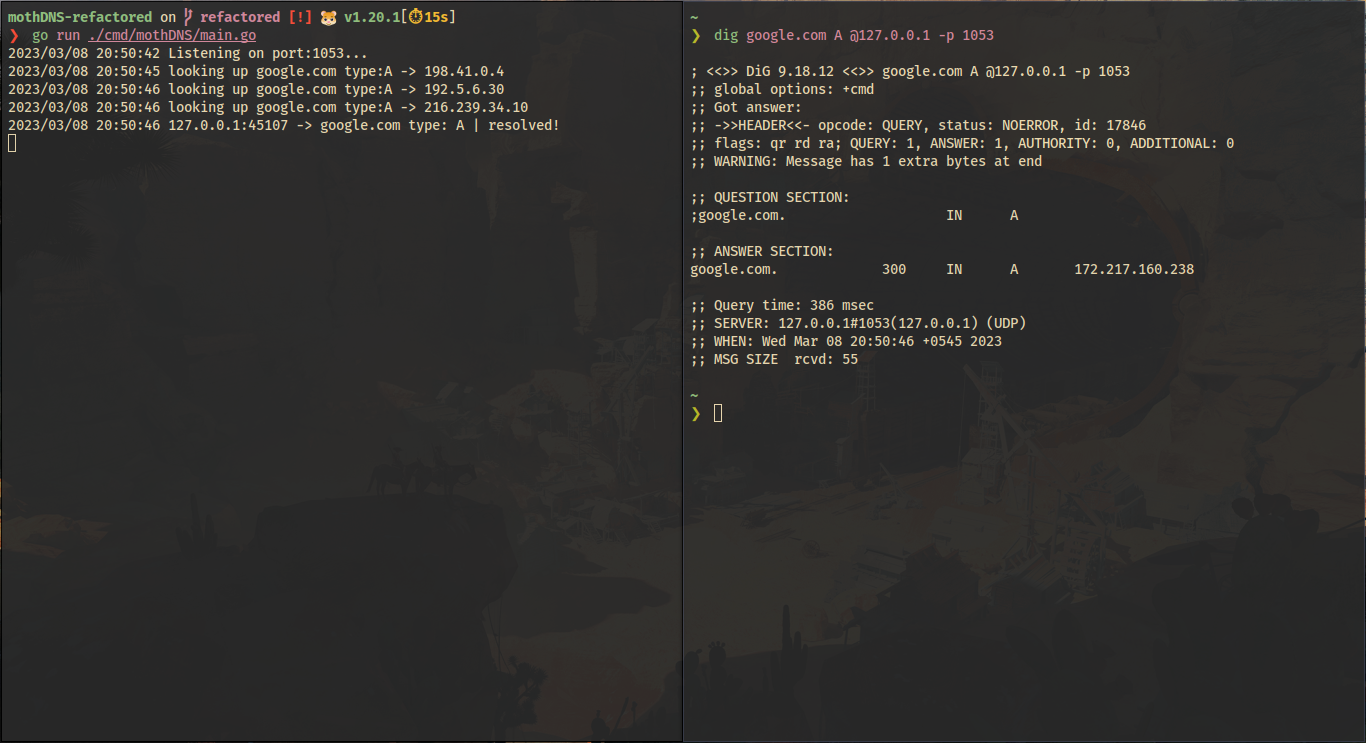 mothDNS-refactored on refactored [!] 🐹 v1.20.1[⏱15s]
❯ go run ./cmd/mothDNS/main.go
2023/03/08 20:50:42 Listening on port:1053...
2023/03/08 20:50:45 looking up google.com type:A -> 198.41.0.4
2023/03/08 20:50:46 looking up google.com type:A -> 192.5.6.30
2023/03/08 20:50:46 looking up google.com type:A -> 216.239.34.10
2023/03/08 20:50:46 127.0.0.1:45107 -> google.com type: A | resolved!
~
❯ dig google.com A @127.0.0.1 -p 1053
; <<>> DiG 9.18.12 <<>> google.com A @127.0.0.1 -p 1053
;; global options: +cmd
;; Got answer:
;; ->>HEADER<<- opcode: QUERY, status: NOERROR, id: 17846
;; flags: qr rd ra; QUERY: 1, ANSWER: 1, AUTHORITY: 0, ADDITIONAL: 0
;; WARNING: Message has 1 extra bytes at end
;; QUESTION SECTION:
;google.com. IN A
;; ANSWER SECTION:
google.com. 300 IN A 172.217.160.238
;; Query time: 386 msec
;; SERVER: 127.0.0.1#1053(127.0.0.1) (UDP)
;; WHEN: Wed Mar 08 20:50:46 +0545 2023
;; MSG SIZE rcvd: 55
~
❯